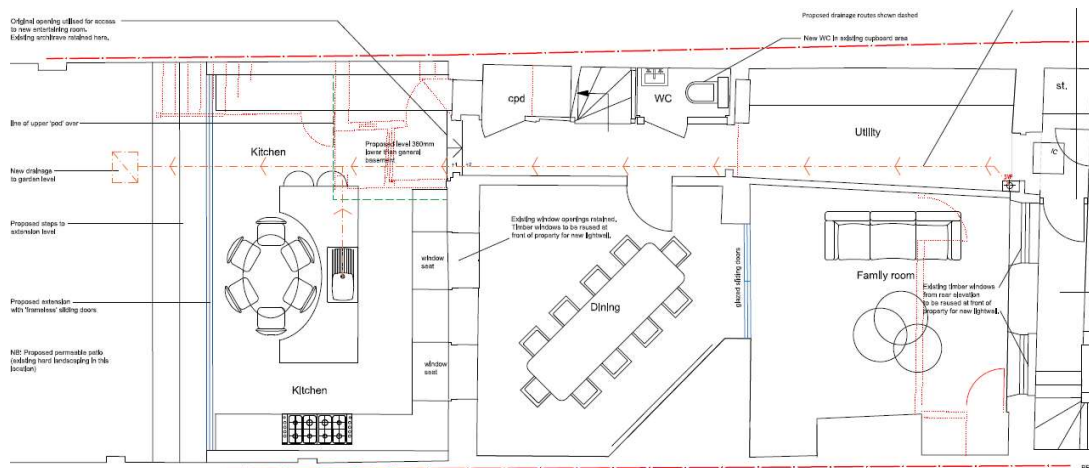 Original opening utilised for access
to new entertaining room.
Existing architrave retained here.
Proposed drainage routes shown dashed
New WC in existing cupboard area
cpd
WC
st.
line of upper 'pod' over
Kitchen
Proposed level 380mm
lower than general
basement
Utility
New drainage
to garden level
Proposed steps to
extension level
Existing window openings retained.
Timber windows to be reused at
front of property for new lightwell.
window
seat
Family room
glazed sliding doors
Dining
Existing timber windows
from rear elevation
to be reused at front of
property for new lightwell.
Proposed extension
with 'frameless' sliding doors
NB: Proposed permeable patio
(existing hard landscaping in this
location)
window
seat
Kitchen